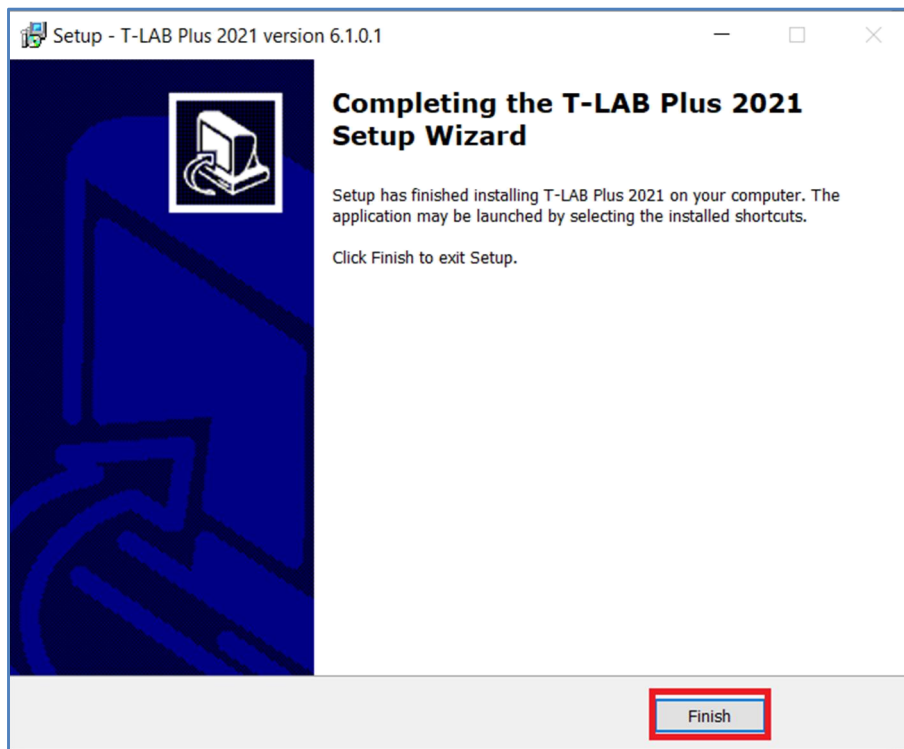 Setup - T-LAB Plus 2021 version 6.1.0.1
Completing the T-LAB Plus 2021
Setup Wizard
Setup has finished installing T-LAB Plus 2021 on your computer. The
application may be launched by selecting the installed shortcuts.
Click Finish to exit Setup.
Finish